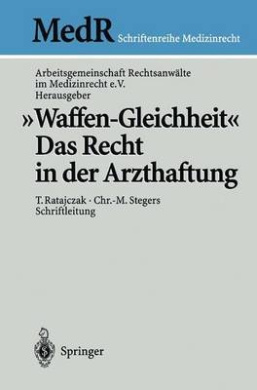 MedR Schriftenreihe Medizinrecht
Arbeitsgemeinschaft Rechtsanwälte
im Medizinrecht e.V.
Herausgeber
»Waffen-Gleichheit«
Das Recht
in der Arzthaftung
T. Ratajczak · Chr.-M. Stegers
Schriftleitung
Springer